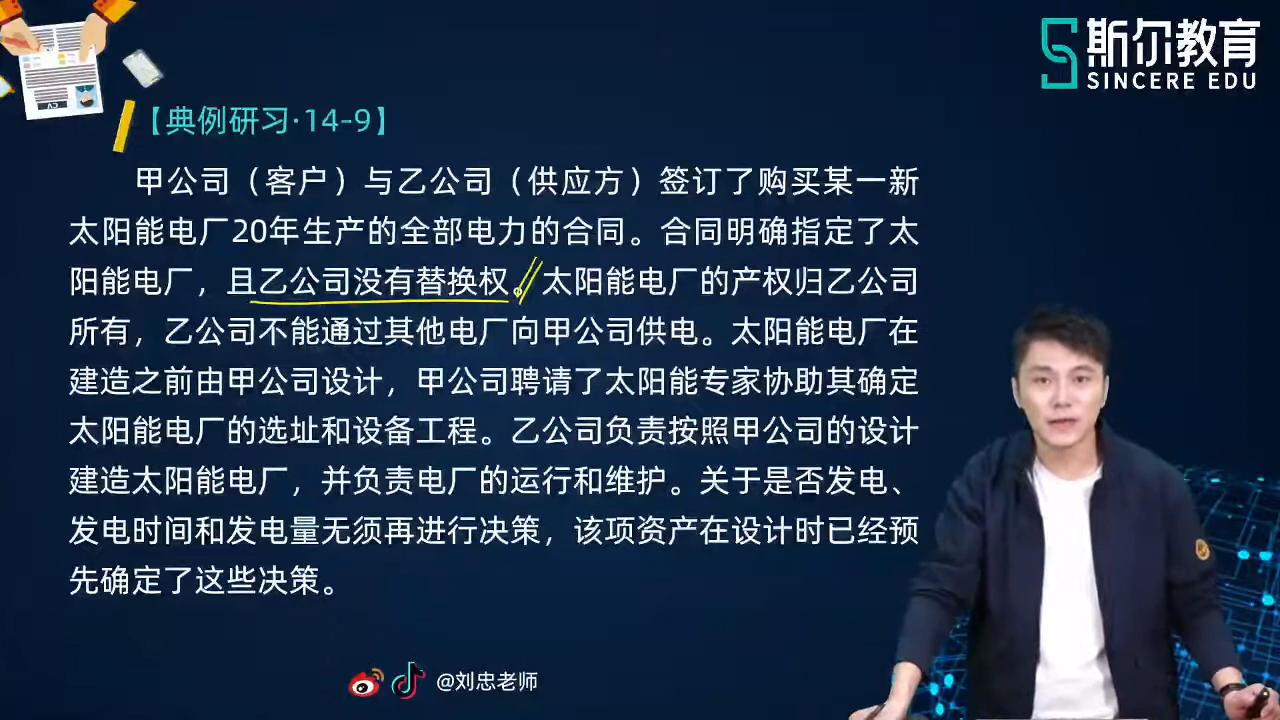 斯尔教育
SINCERE EDU
【典例研习·14-9】
甲公司（客户）与乙公司（供应方）签订了购买某一新
太阳能电厂20年生产的全部电力的合同。合同明确指定了太
阳能电厂，且乙公司没有替换权。太阳能电厂的产权归乙公司
所有，乙公司不能通过其他电厂向甲公司供电。太阳能电厂在
建造之前由甲公司设计，甲公司聘请了太阳能专家协助其确定
太阳能电厂的选址和设备工程。乙公司负责按照甲公司的设计
建造太阳能电厂，并负责电厂的运行和维护。关于是否发电、
发电时间和发电量无须再进行决策，该项资产在设计时已经预
先确定了这些决策。
@刘忠老师